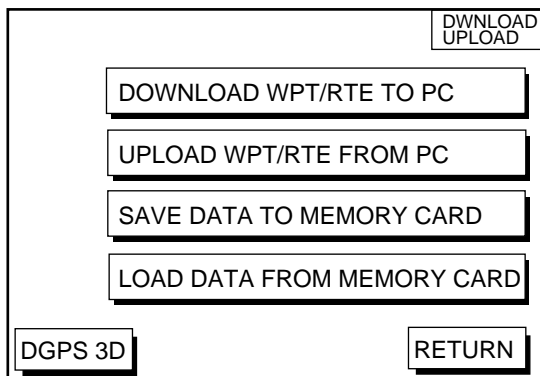 DWNLOAD
UPLOAD
DOWNLOAD WPT/RTE TO PC
UPLOAD WPT/RTE FROM PC
SAVE DATA TO MEMORY CARD
LOAD DATA FROM MEMORY CARD
DGPS 3D
RETURN